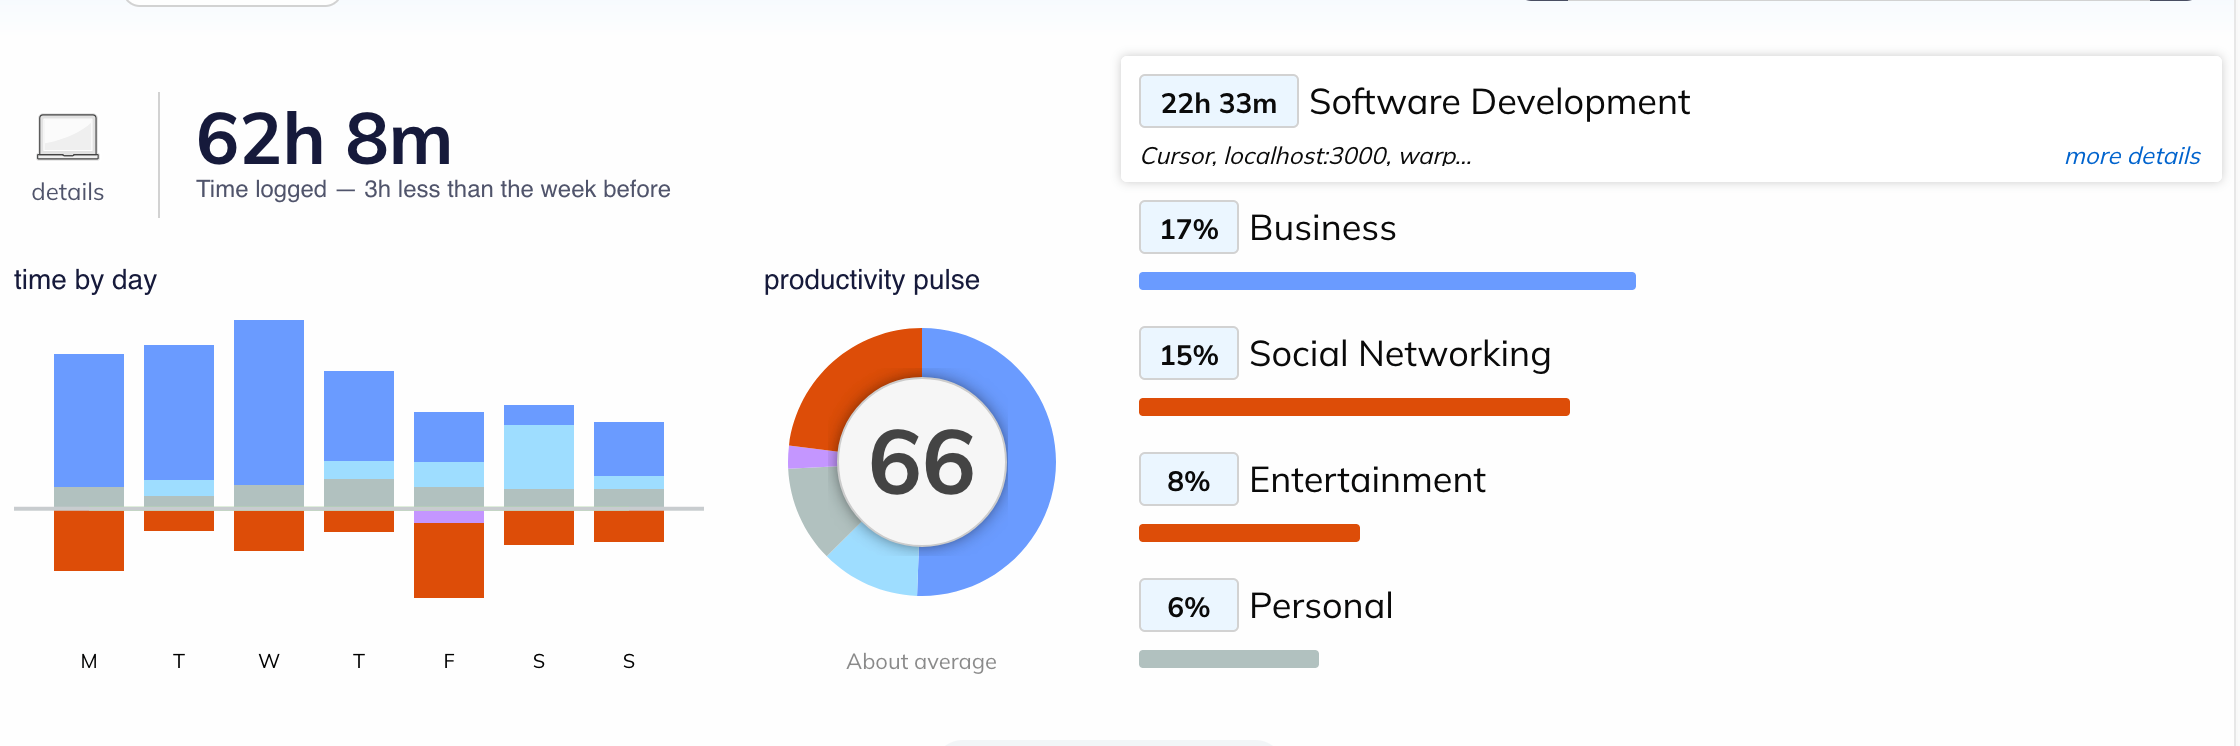 details
62h 8m
Time logged — 3h less than the week before
time by day
M T W T F S S
productivity pulse
66
About average
22h 33m Software Development
Cursor, localhost:3000, warp...
more details
17% Business
15% Social Networking
8% Entertainment
6% Personal